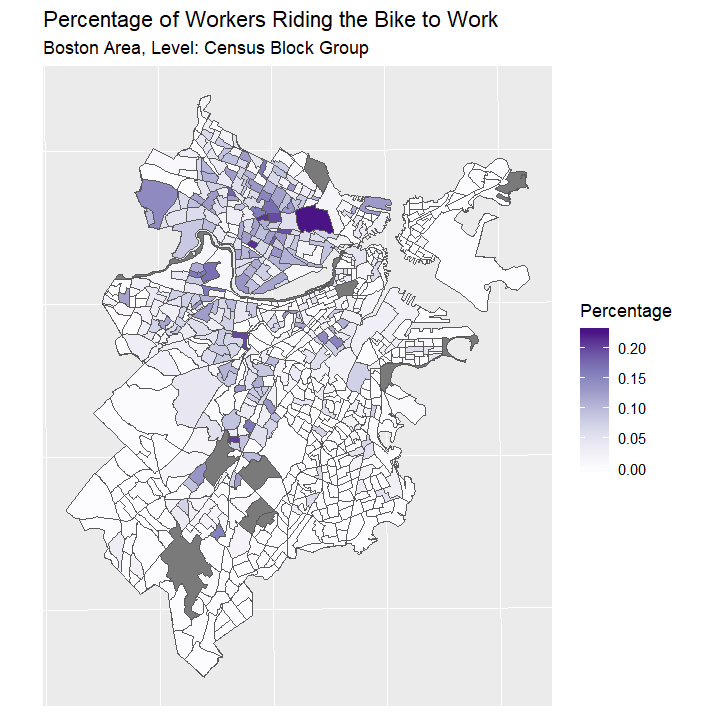 Percentage of Workers Riding the Bike to Work
Boston Area, Level: Census Block Group
Percentage
0.20
0.15
0.10
0.05
0.00